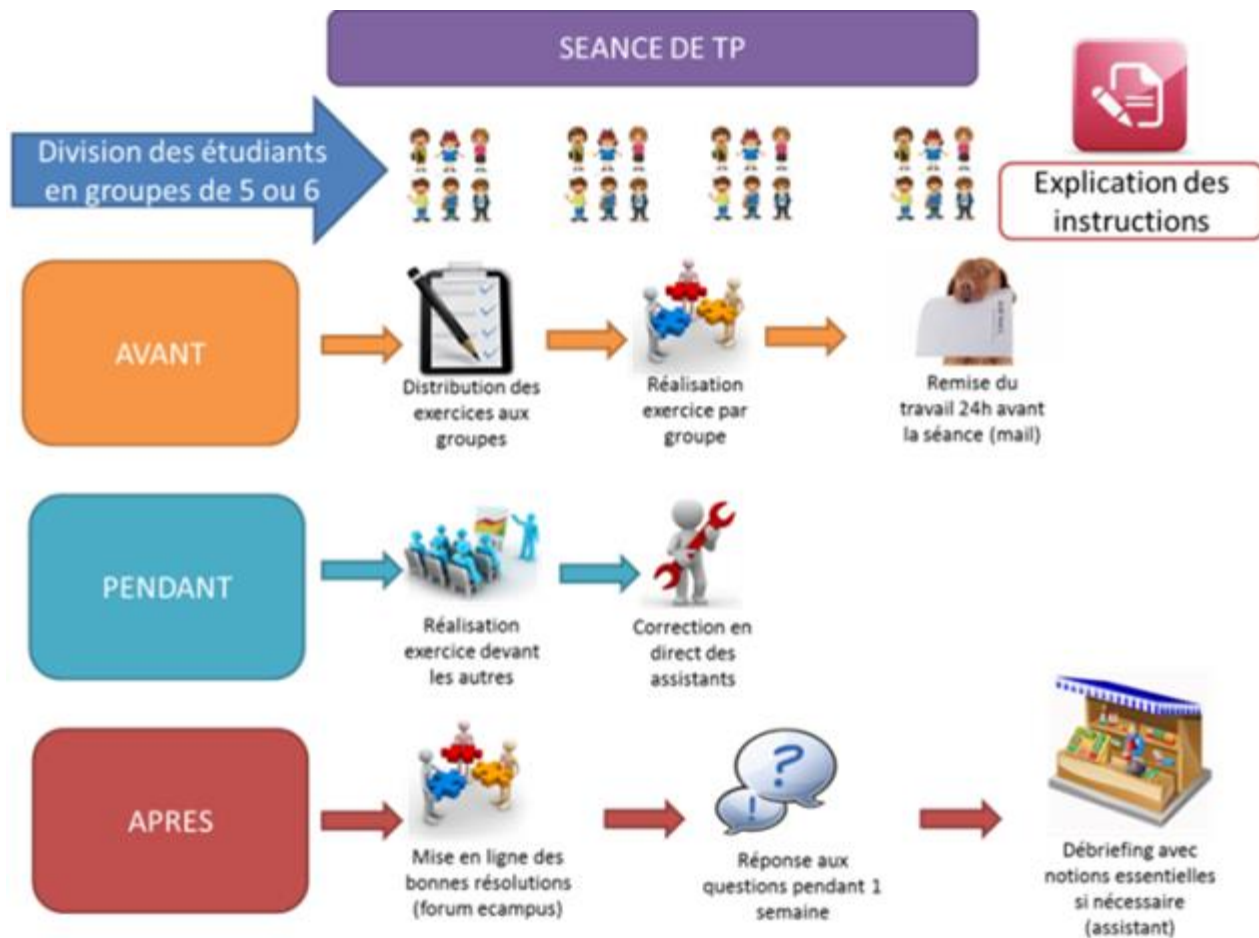 SEANCE DE TP
Division des étudiants
en groupes de 5 ou 6
Explication des
instructions
AVANT
Distribution des
exercices aux
groupes
Réalisation
exercice par
groupe
Remise du
travail 24h avant
la séance (mail)
PENDANT
Réalisation
exercice devant
les autres
Correction en
direct des
assistants
APRES
Mise en ligne des
bonnes résolutions
(forum ecampus)
?
!
Réponse aux
questions pendant 1
semaine
Débriefing avec
notions essentielles
si nécessaire
(assistant)